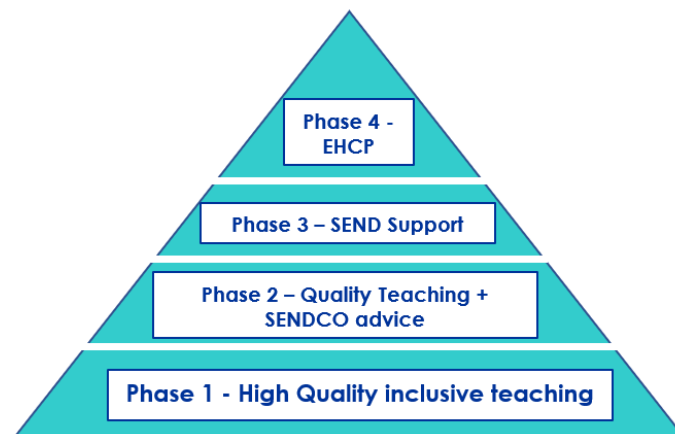 Phase 4 -
EHCP
Phase 3 – SEND Support
Phase 2 – Quality Teaching +
SENDCO advice
Phase 1 - High Quality inclusive teaching